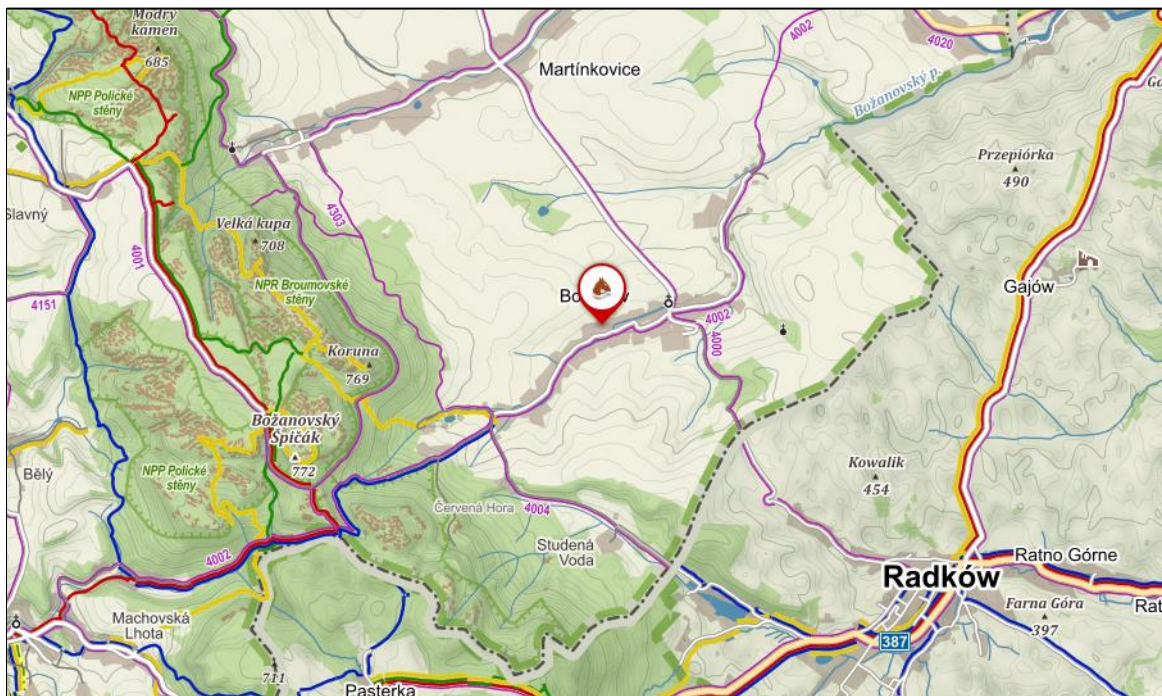 Modrý
kámen
685
4002
4020
NPP Polické
stěny
Martínkovice
Božanovský p.
Przepiórka
490
Slavný
4303
Velká kupa
708
4001
NPR Broumovské
stěny
Gajów
4151
4002
4000
Koruna
769
Božanovský
Špičák
772
NPP Polické
stěny
Bělý
Kowalik
454
Červená Hora
4004
Studená
Voda
4002
Ratno Górne
Radków
Machovská
Lhota
Farna Góra
397
387
711
Pasterka